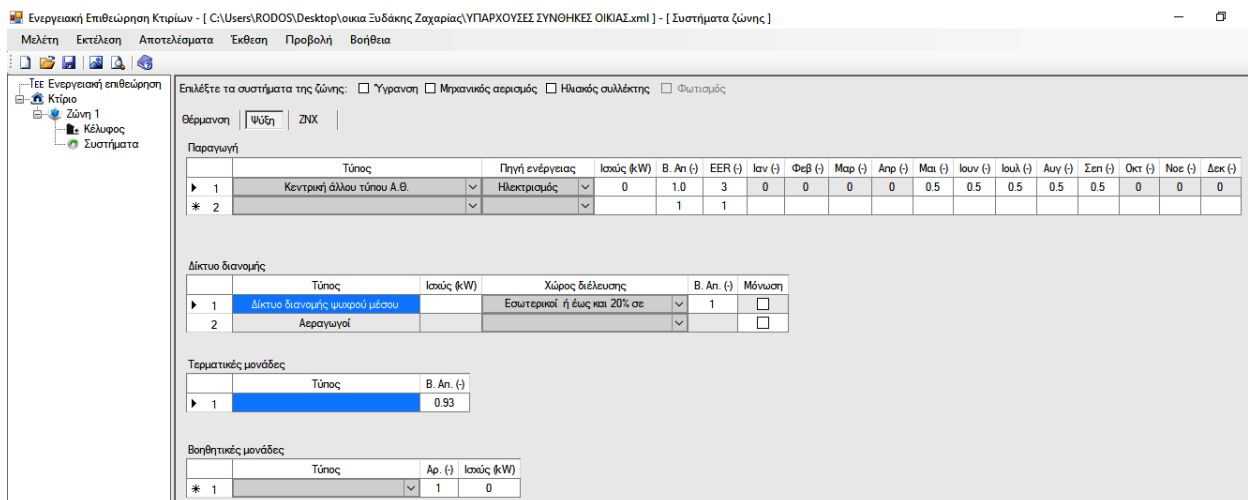 Ενεργειακή Επιθεώρηση Κτιρίων - [ C:\Users\RODOS\Desktop\οικια Ξυδάκης Ζαχαρίας\ΥΠΑΡΧΟΥΣΕΣ ΣΥΝΘΗΚΕΣ ΟΙΚΙΑΣ.xml ] - [ Συστήματα ζώνης ]
Μελέτη Εκτέλεση Αποτελέσματα Έκθεση Προβολή Βοήθεια
ΤΕΕ Ενεργειακή επιθεώρηση
Κτίριο
Ζώνη 1
Κέλυφος
Συστήματα
Επιλέξτε τα συστήματα της ζώνης: Ύγρανση Μηχανικός αερισμός Ηλιακός συλλέκτης Φωτισμός
Θέρμανση Ψύξη ΖΝΧ
Παραγωγή
Τύπος Πηγή ενέργειας Ισχύς (kW) Β. Απ (-) EER (-) Ιαν (-) Φεβ (-) Μαρ (-) Απρ (-) Μαι (-) Ιουν (-) Ιουλ (-) Αυγ (-) Σεπ (-) Οκτ (-) Νοε (-) Δεκ (-)
1 Κεντρική άλλου τύπου Α.Θ. Ηλεκτρισμός 0 1.0 3 0 0 0 0 0.5 0.5 0.5 0.5 0.5 0 0 0
* 2 1 1
Δίκτυο διανομής
Τύπος Ισχύς (kW) Χώρος διέλευσης Β. Απ. (-) Μόνωση
1 Δίκτυο διανομής ψυχρού μέσου Εσωτερικοί ή έως και 20% σε 1
2 Αεραγωγοί
Τερματικές μονάδες
Τύπος Β. Απ. (-)
1 0.93
Βοηθητικές μονάδες
Τύπος Αρ. (-) Ισχύς (kW)
* 1 1 0